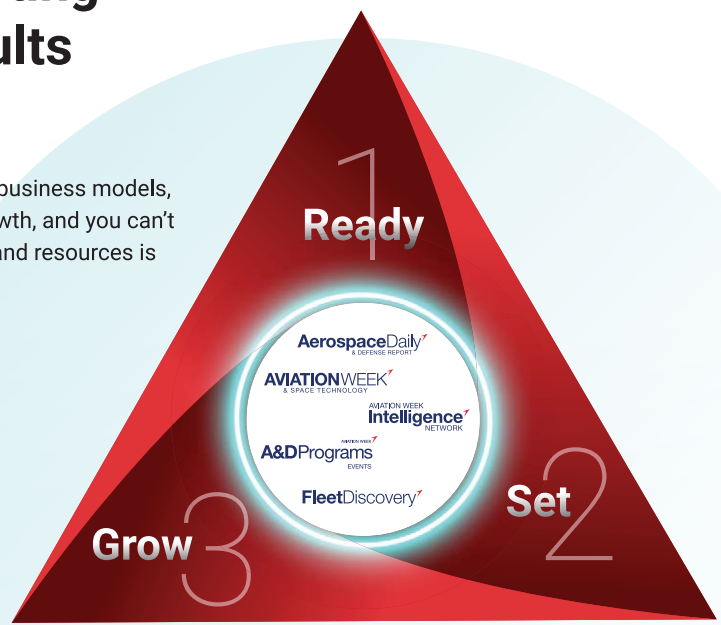 ults
business models,
wth, and you can't
and resources is
1
Ready
AerospaceDaily
& DEFENSE REPORT
AVIATIONWEEK
& SPACE TECHNOLOGY
AVIATION WEEK
Intelligence
NETWORK
AVIATION WEEK
A&DPrograms
EVENTS
FleetDiscovery
Set 2
Grow 3